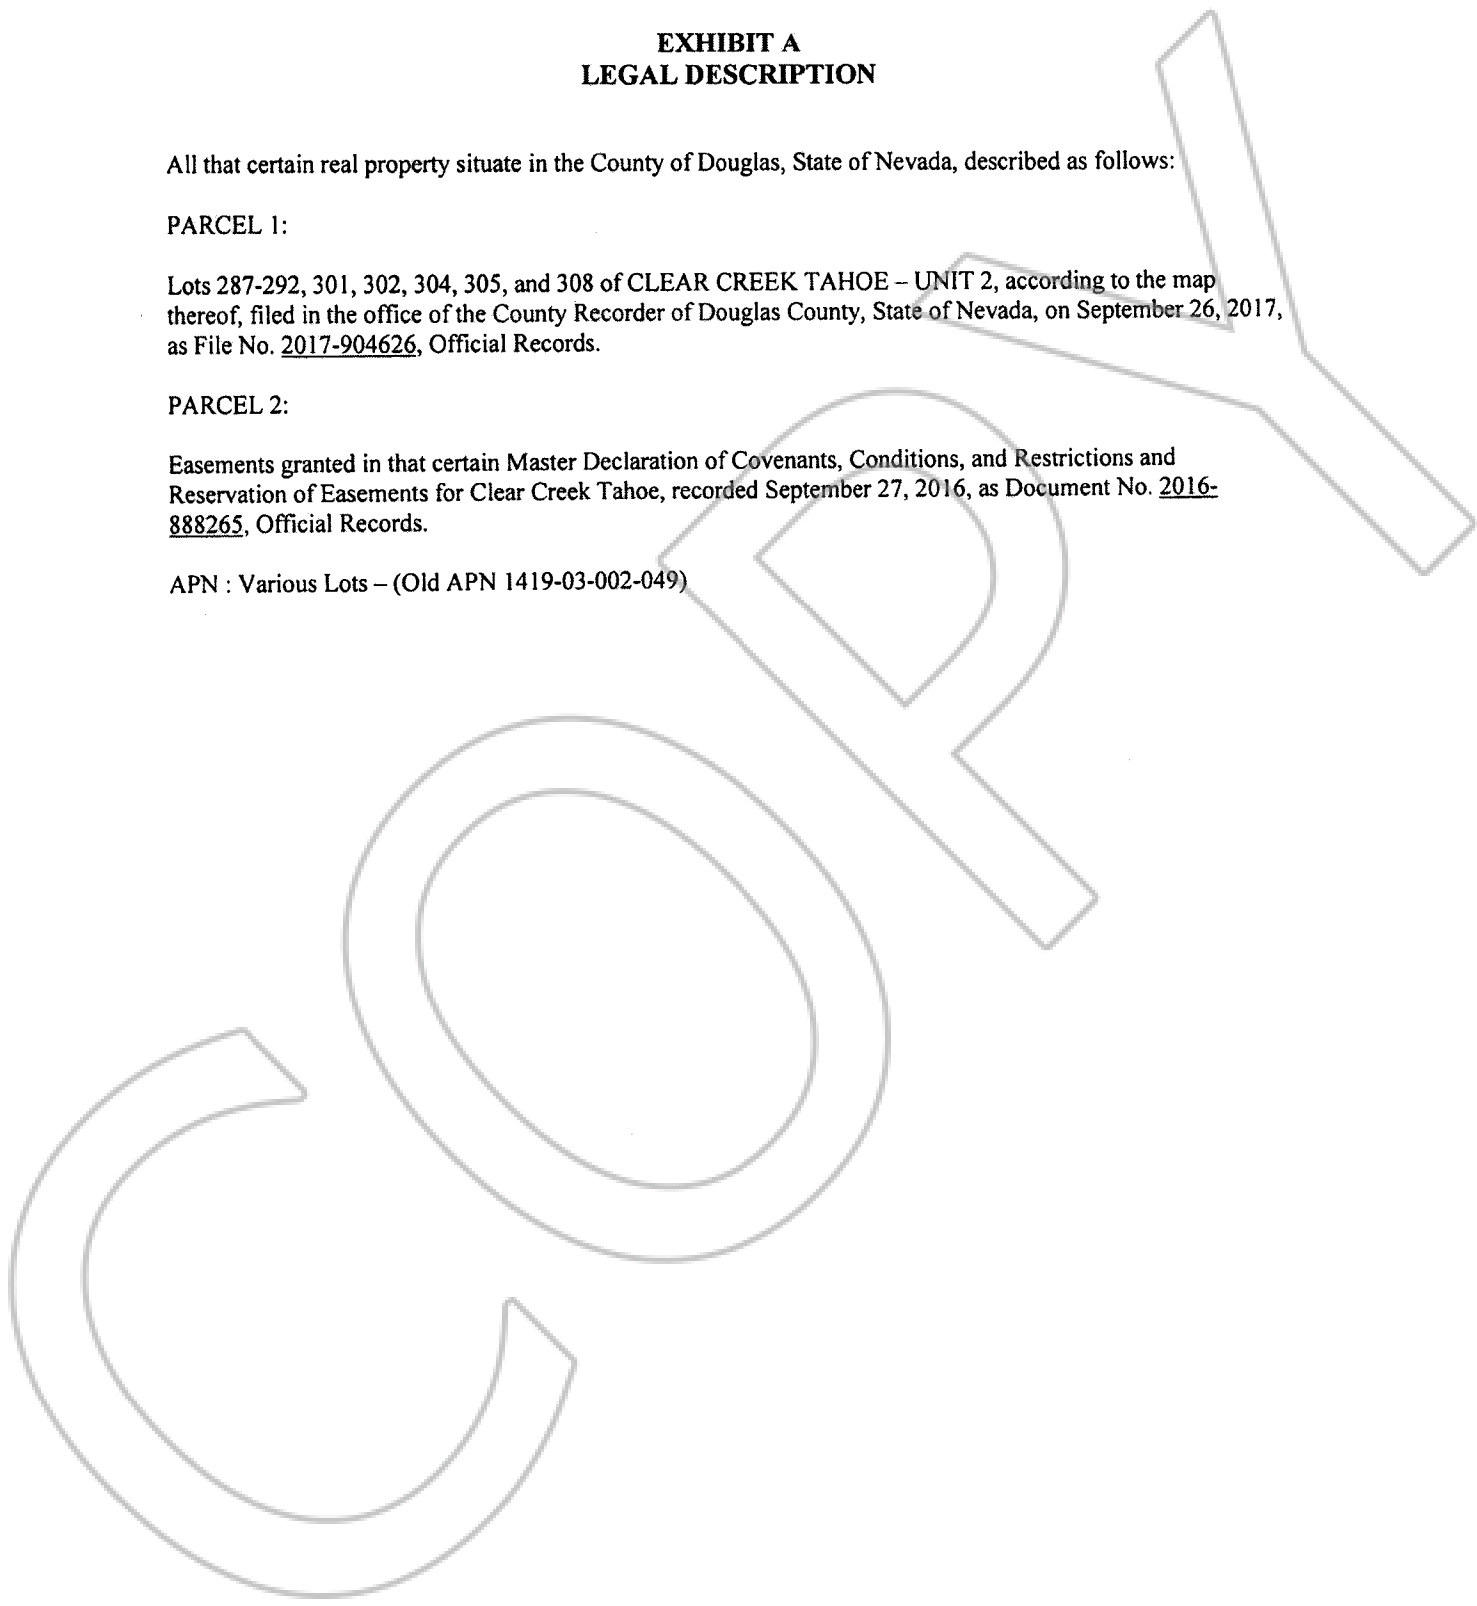 EXHIBIT A
LEGAL DESCRIPTION
All that certain real property situate in the County of Douglas, State of Nevada, described as follows:
PARCEL 1:
Lots 287-292, 301, 302, 304, 305, and 308 of CLEAR CREEK TAHOE – UNIT 2, according to the map
thereof, filed in the office of the County Recorder of Douglas County, State of Nevada, on September 26, 2017,
as File No. 2017-904626, Official Records.
PARCEL 2:
Easements granted in that certain Master Declaration of Covenants, Conditions, and Restrictions and
Reservation of Easements for Clear Creek Tahoe, recorded September 27, 2016, as Document No. 2016-
888265, Official Records.
APN : Various Lots – (Old APN 1419-03-002-049)
COPY